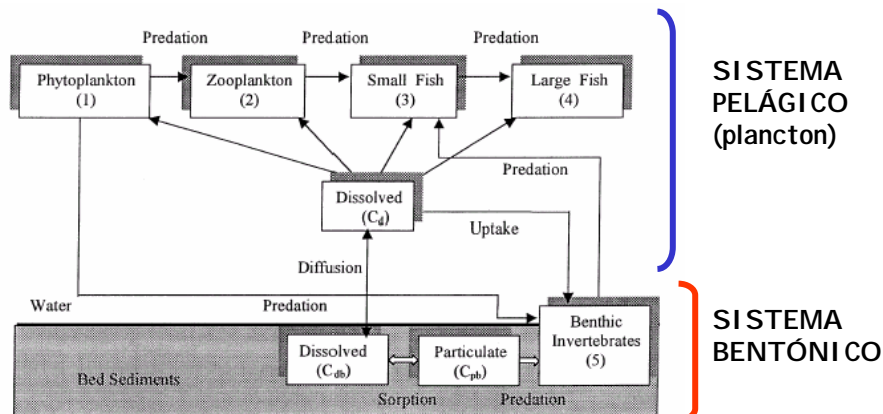 Predation
Predation
Predation
Phytoplankton
(1)
Zooplankton
(2)
Small Fish
(3)
Large Fish
(4)
SISTEMA
PELÁGICO
(plancton)
Predation
Dissolved
(Cd)
Uptake
Diffusion
Water
Predation
Benthic
Invertebrates
(5)
SISTEMA
BENTÓNICO
Dissolved
(Cdb)
Particulate
(Cpb)
Bed Sediments
Sorption
Predation